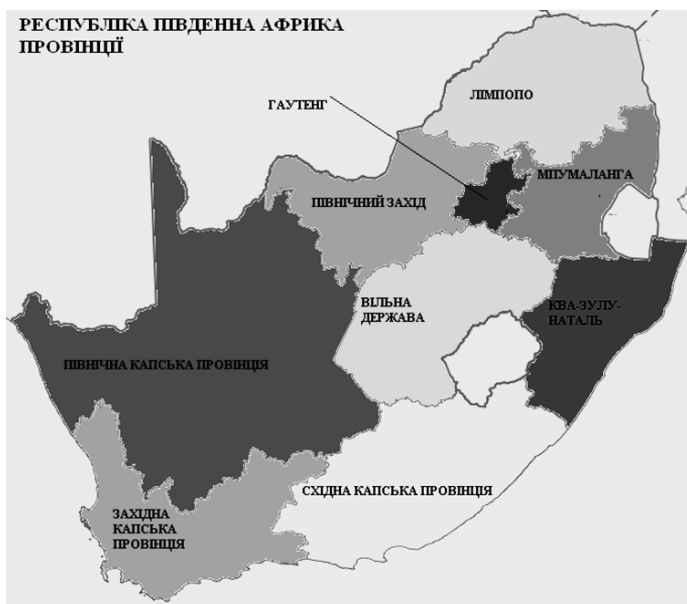 РЕСПУБЛІКА ПІВДЕННА АФРИКА
ПРОВІНЦІЇ
ГАУТЕНГ
ЛІМПОПО
МПУМАЛАНГА
ПІВНІЧНИЙ ЗАХІД
ВІЛЬНА
ДЕРЖАВА
КВА-ЗУЛУ-
НАТАЛЬ
ПІВНІЧНА КАПСЬКА ПРОВІНЦІЯ
СХІДНА КАПСЬКА ПРОВІНЦІЯ
ЗАХІДНА
КАПСЬКА
ПРОВІНЦІЯ